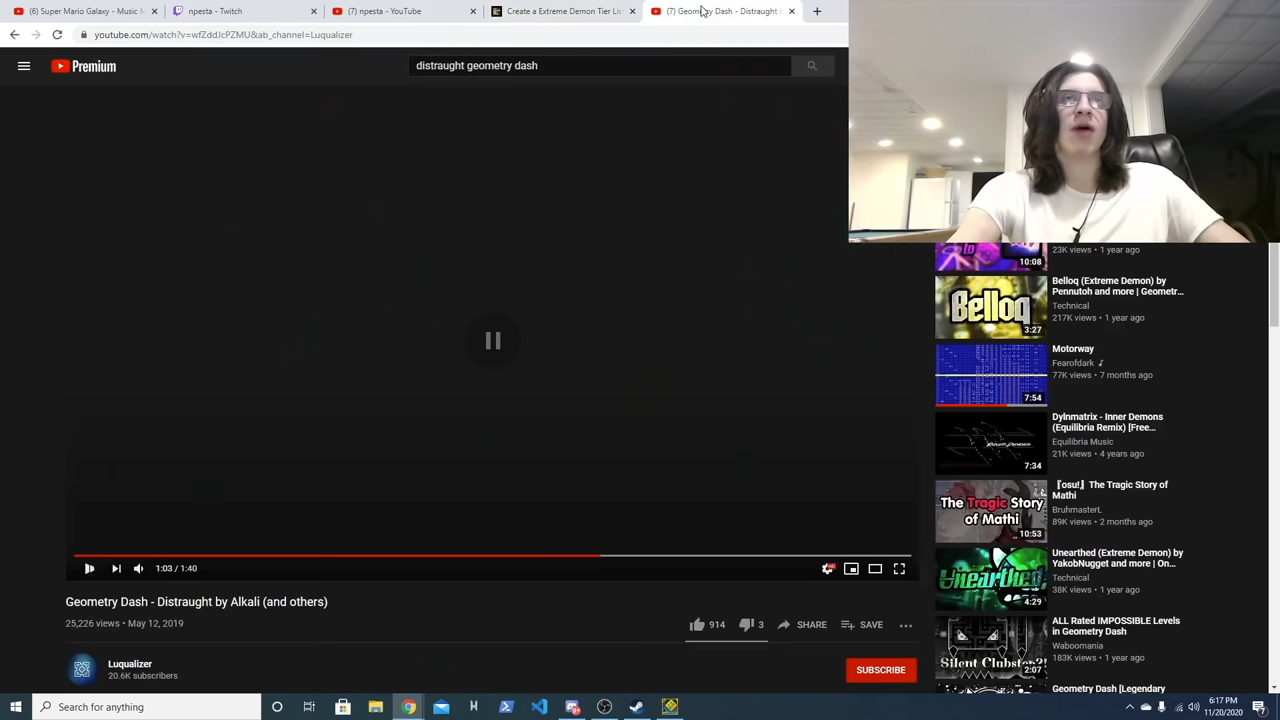 (6) Super Mario Galaxy - Music M
npesta - Twitch
(7) npesta - YouTube
Create a Extreme Demon Tier Lis
(7) Geometry Dash - Distraught b
youtube.com/watch?v=wfZddJcPZMU&ab_channel=Luqualizer
Premium
distraught geometry dash
23K views • 1 year ago
10:08
Belloq (Extreme Demon) by
Pennutoh and more | Geometr...
Technical
217K views • 1 year ago
Belloq
3:27
Motorway
Fearofdark
77K views • 7 months ago
7:54
Dylnmatrix - Inner Demons
(Equilibria Remix) [Free...
Equilibria Music
21K views • 4 years ago
7:34
『osu!』The Tragic Story of
Mathi
BruhmasterL
89K views • 2 months ago
The Tragic Story
of Mathi
10:53
Unearthed (Extreme Demon) by
YakobNugget and more | On...
Technical
38K views • 1 year ago
Unearthed
4:29
ALL Rated IMPOSSIBLE Levels
in Geometry Dash
Waboomania
183K views • 1 year ago
Silent Clubstep?!
2:07
Geometry Dash [Legendary
1:03 / 1:40
Geometry Dash - Distraught by Alkali (and others)
25,226 views • May 12, 2019
914
3
SHARE
SAVE
Luqualizer
20.6K subscribers
SUBSCRIBE
Search for anything
6:17 PM
11/20/2020